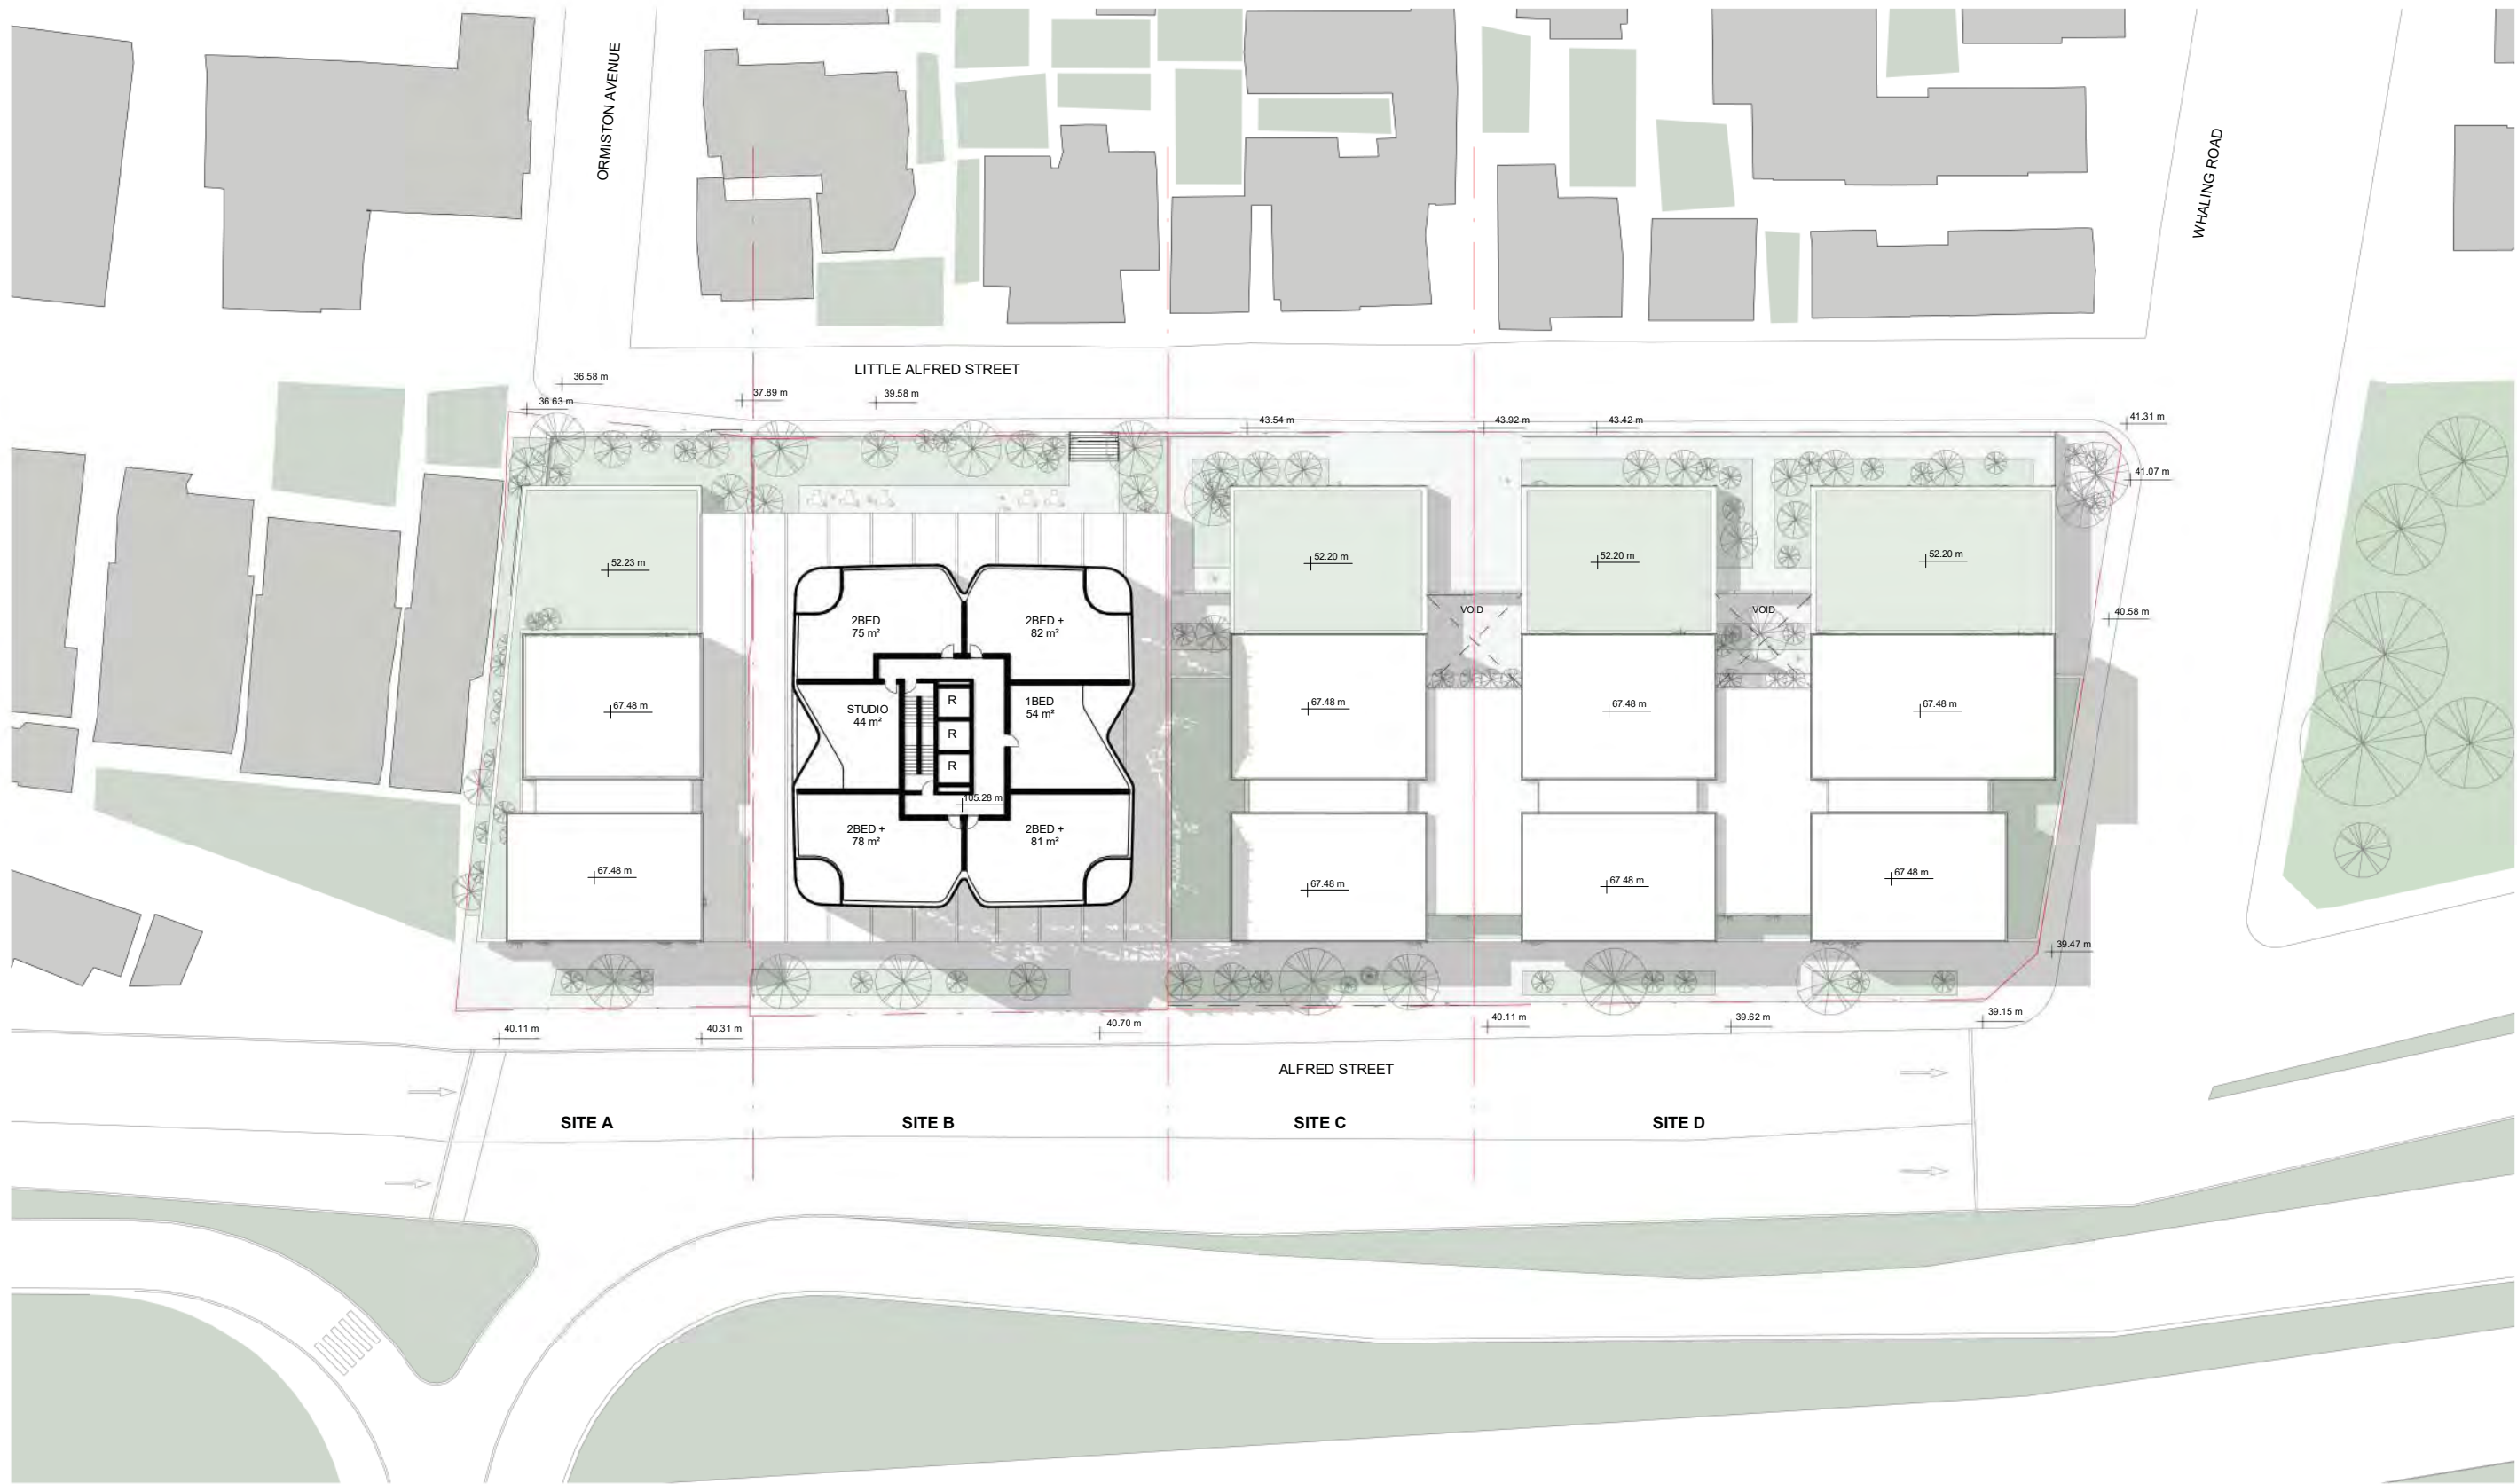 ORMISTON AVENUE
WHALING ROAD
LITTLE ALFRED STREET
36.58 m
36.63 m
37.89 m
39.58 m
43.54 m
43.92 m
43.42 m
41.31 m
41.07 m
52.23 m
52.20 m
52.20 m
52.20 m
VOID
VOID
40.58 m
2BED
75 m²
2BED +
82 m²
STUDIO
44 m²
R
R
R
1BED
54 m²
67.48 m
67.48 m
67.48 m
67.48 m
105.28 m
2BED +
78 m²
2BED +
81 m²
67.48 m
67.48 m
67.48 m
67.48 m
39.47 m
40.11 m
40.31 m
40.70 m
40.11 m
39.62 m
39.15 m
ALFRED STREET
SITE A
SITE B
SITE C
SITE D